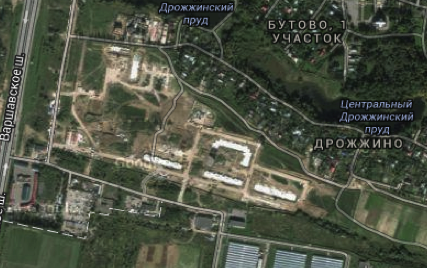 Дрожжинский
пруд
БУТОВО, 1
УЧАСТОК
Варшавское ш.
Центральный
Дрожжинский
пруд
ДРОЖЖИНО
е ш.